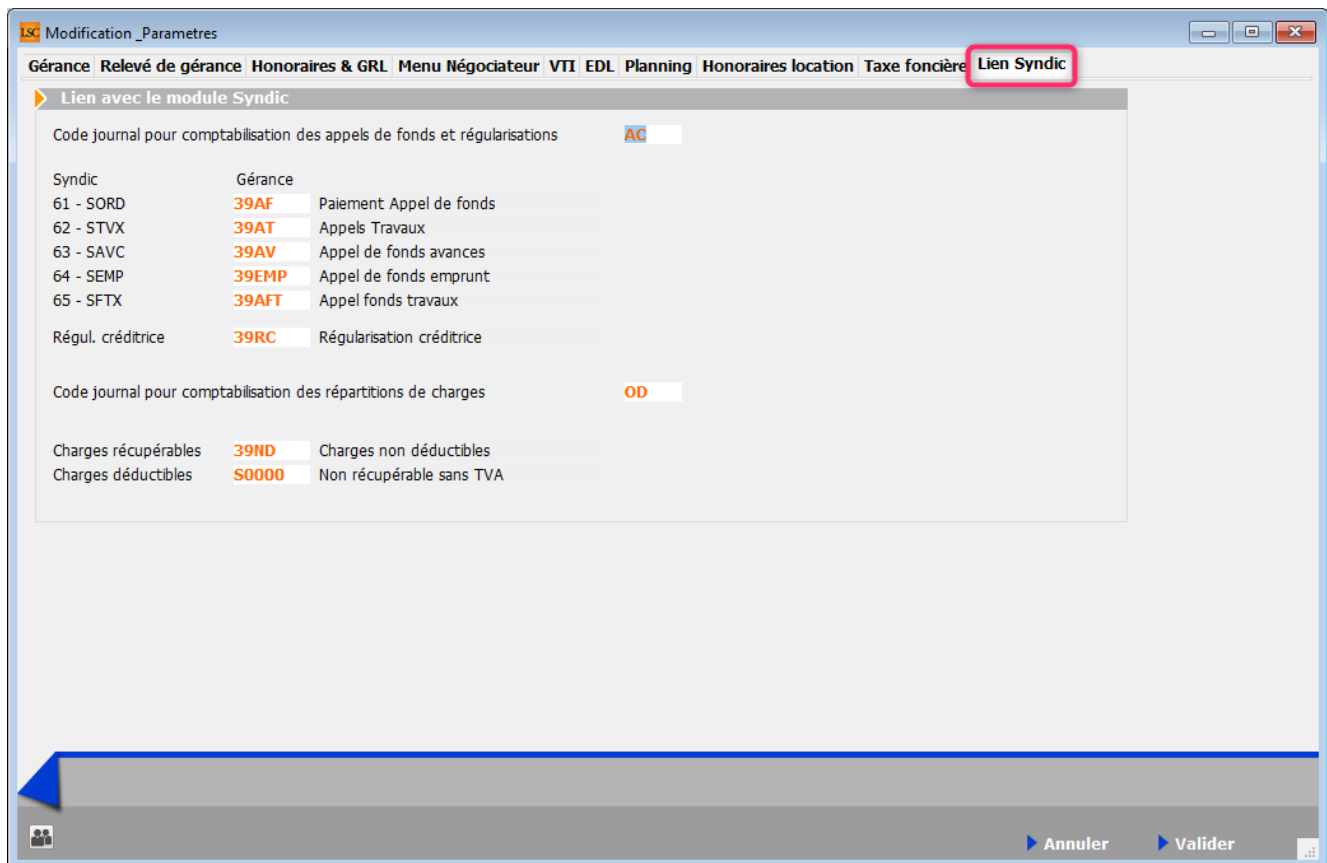 LSC Modification _Parametres
Gérance Relevé de gérance Honoraires & GRL Menu Négociateur VTI EDL Planning Honoraires location Taxe foncière Lien Syndic
Lien avec le module Syndic
Code journal pour comptabilisation des appels de fonds et régularisations AC
Syndic Gérance
61 - SORD 39AF Paiement Appel de fonds
62 - STVX 39AT Appels Travaux
63 - SAVC 39AV Appel de fonds avances
64 - SEMP 39EMP Appel de fonds emprunt
65 - SFTX 39AFT Appel fonds travaux
Régul. créditrice 39RC Régularisation créditrice
Code journal pour comptabilisation des répartitions de charges OD
Charges récupérables 39ND Charges non déductibles
Charges déductibles S0000 Non récupérable sans TVA
Annuler Valider